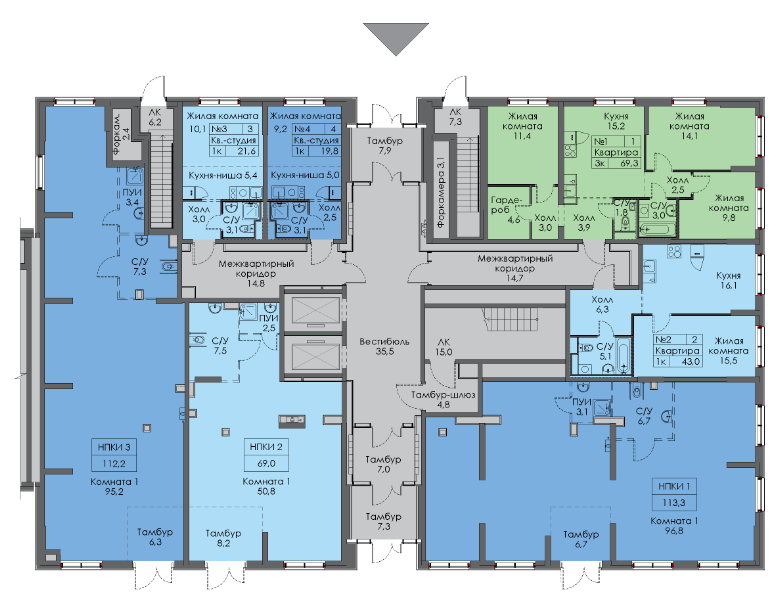 ЛК
6,2
Форкам.
2,4
Жилая комната
10,1
№3 3
Кв.-студия
1к 21,6
Кухня-ниша 5,4
Холл
3,0
С/У
3,1
Жилая комната
9,2
№4 4
Кв.-студия
1к 19,8
Кухня-ниша 5,0
Холл
2,5
С/У
3,1
Тамбур
7,9
ЛК
7,3
Форкамера 3,1
Жилая
комната
11,4
Кухня
15,2
№1 1
Квартира
3к 69,3
Жилая
комната
14,1
Холл
2,5
Гарде-
роб
4,6
Холл
3,0
Холл
3,9
С/У
1,8
С/У
3,0
Жилая
комната
9,8
ПУИ
3,4
С/У
7,3
Межквартирный
коридор
14,8
Межквартирный
коридор
14,7
Кухня
16,1
Холл
6,3
№2 2
Квартира
1к 43,0
Жилая
комната
15,5
С/У
5,1
ПУИ
2,5
С/У
7,5
Вестибюль
35,5
ЛК
15,0
Тамбур-шлюз
4,8
ПУИ
3,1
С/У
6,7
НПКИ 3
112,2
Комната 1
95,2
НПКИ 2
69,0
Комната 1
50,8
Тамбур
7,0
НПКИ 1
113,3
Комната 1
96,8
Тамбур
6,3
Тамбур
8,2
Тамбур
7,3
Тамбур
6,7